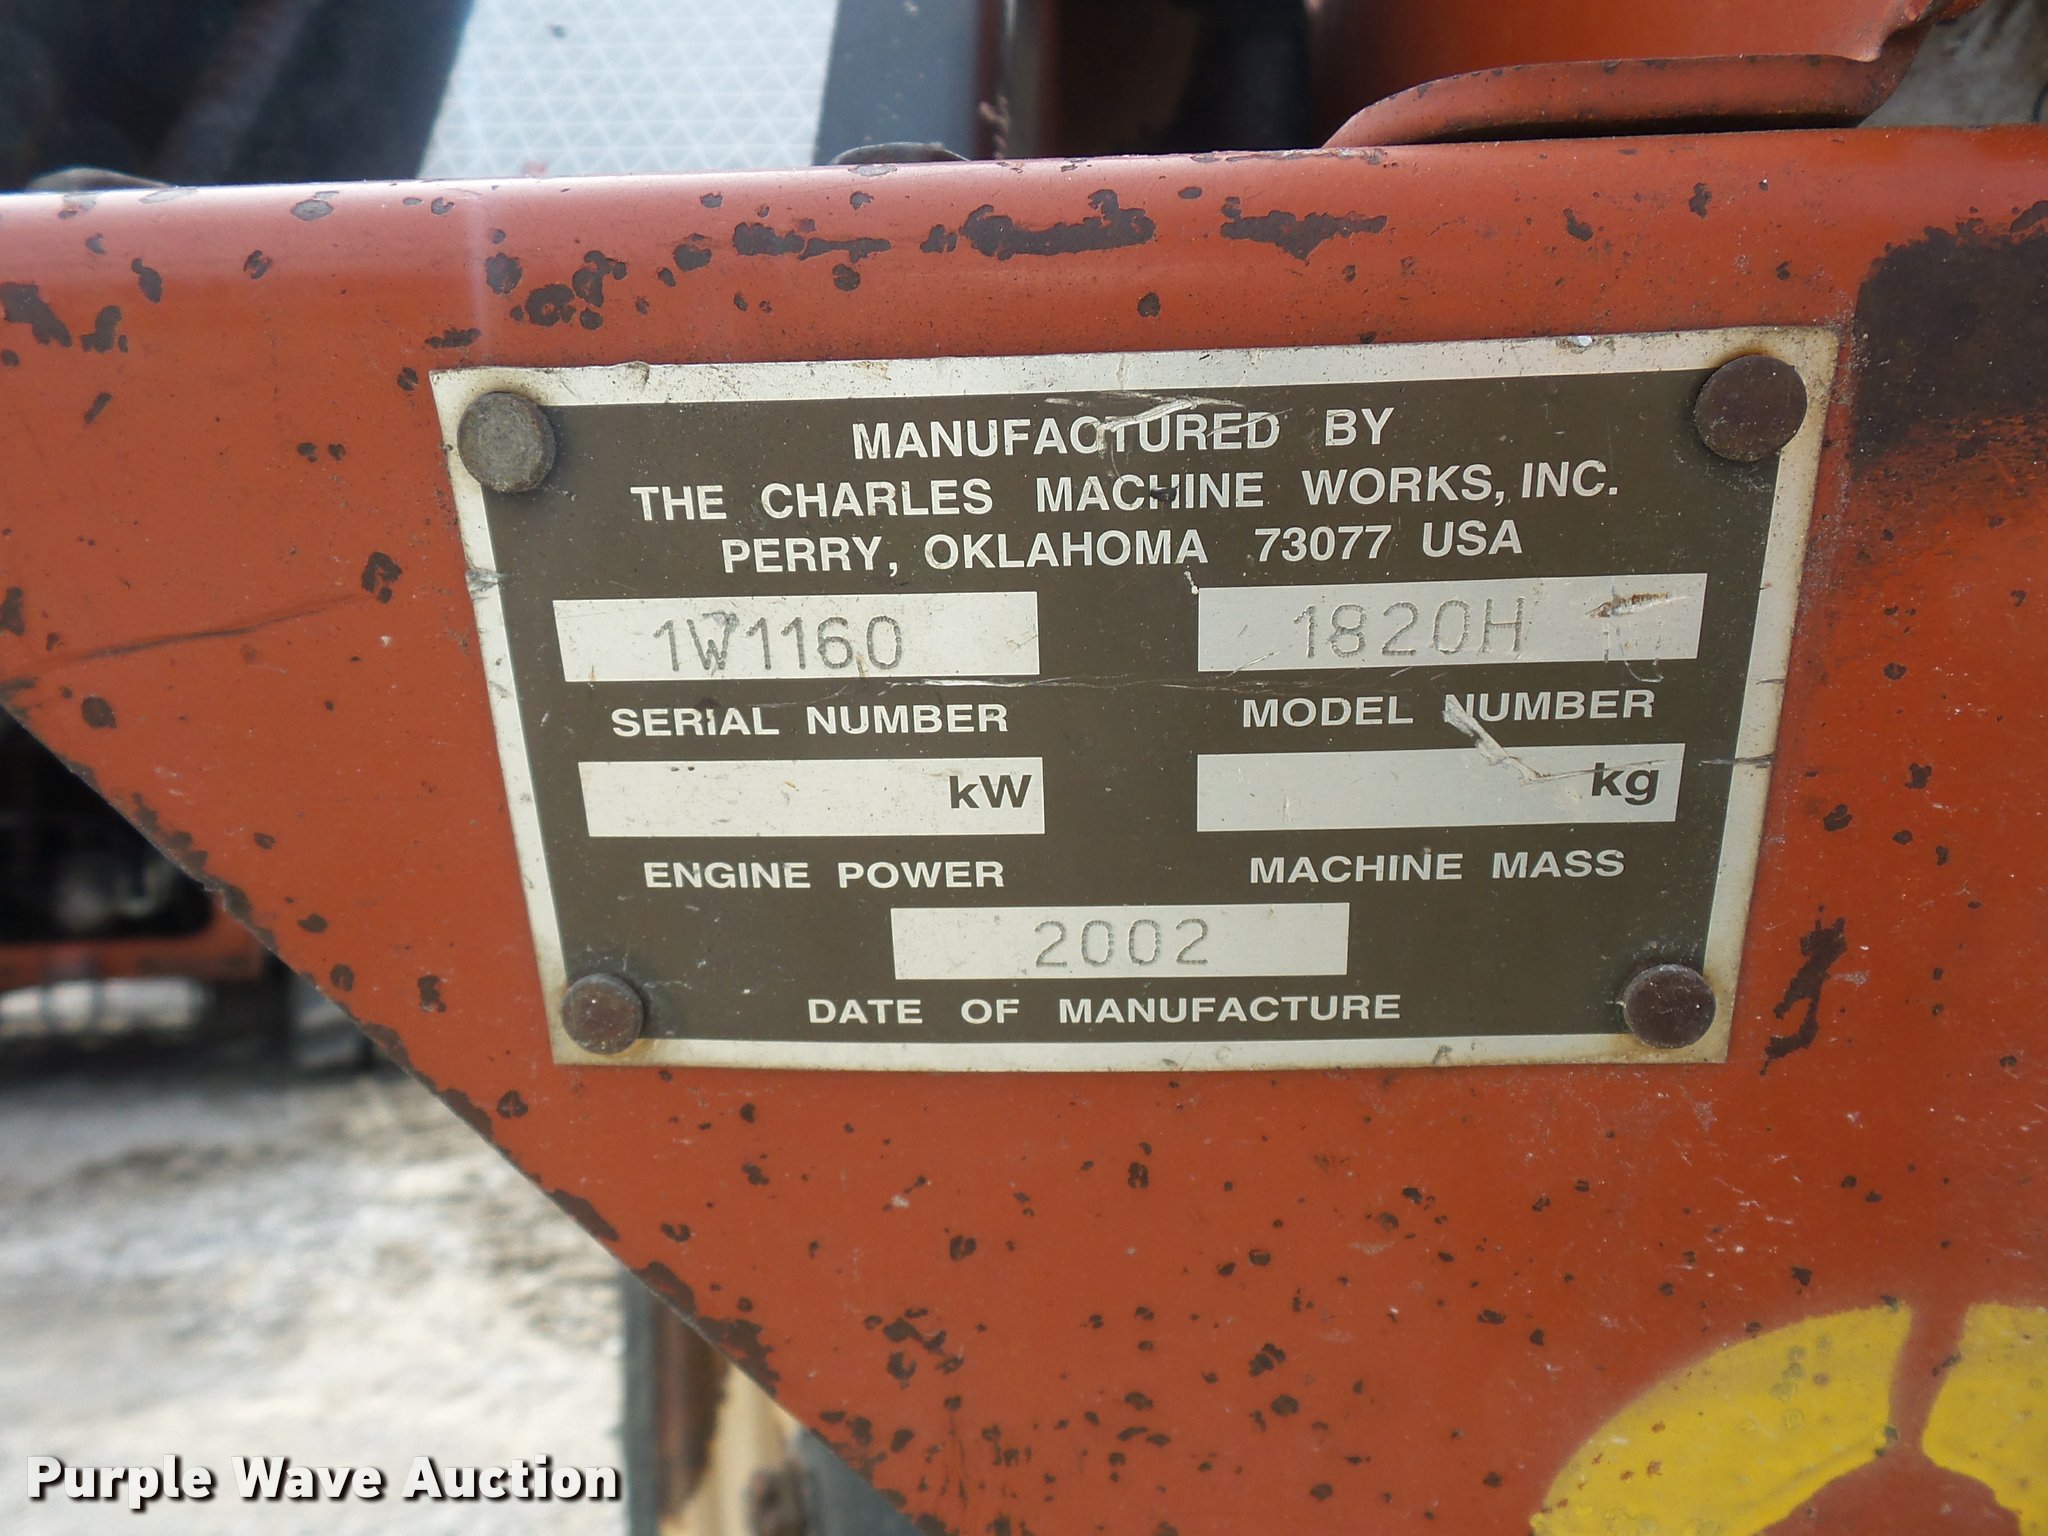 MANUFACTURED BY
THE CHARLES MACHINE WORKS, INC.
PERRY, OKLAHOMA 73077 USA
1W1160 1820H
SERIAL NUMBER MODEL NUMBER
kW kg
ENGINE POWER MACHINE MASS
2002
DATE OF MANUFACTURE
Purple Wave Auction